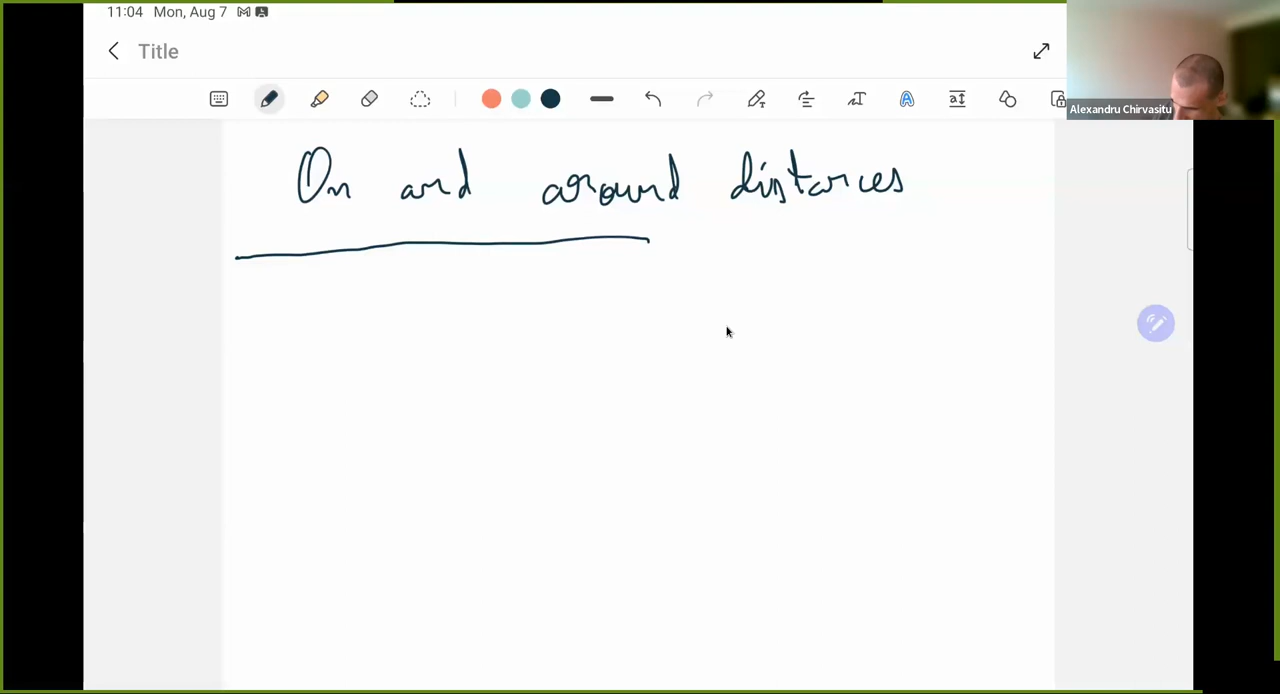 11:04 Mon, Aug 7
Title
Alexandru Chirvasitu
On and around distances